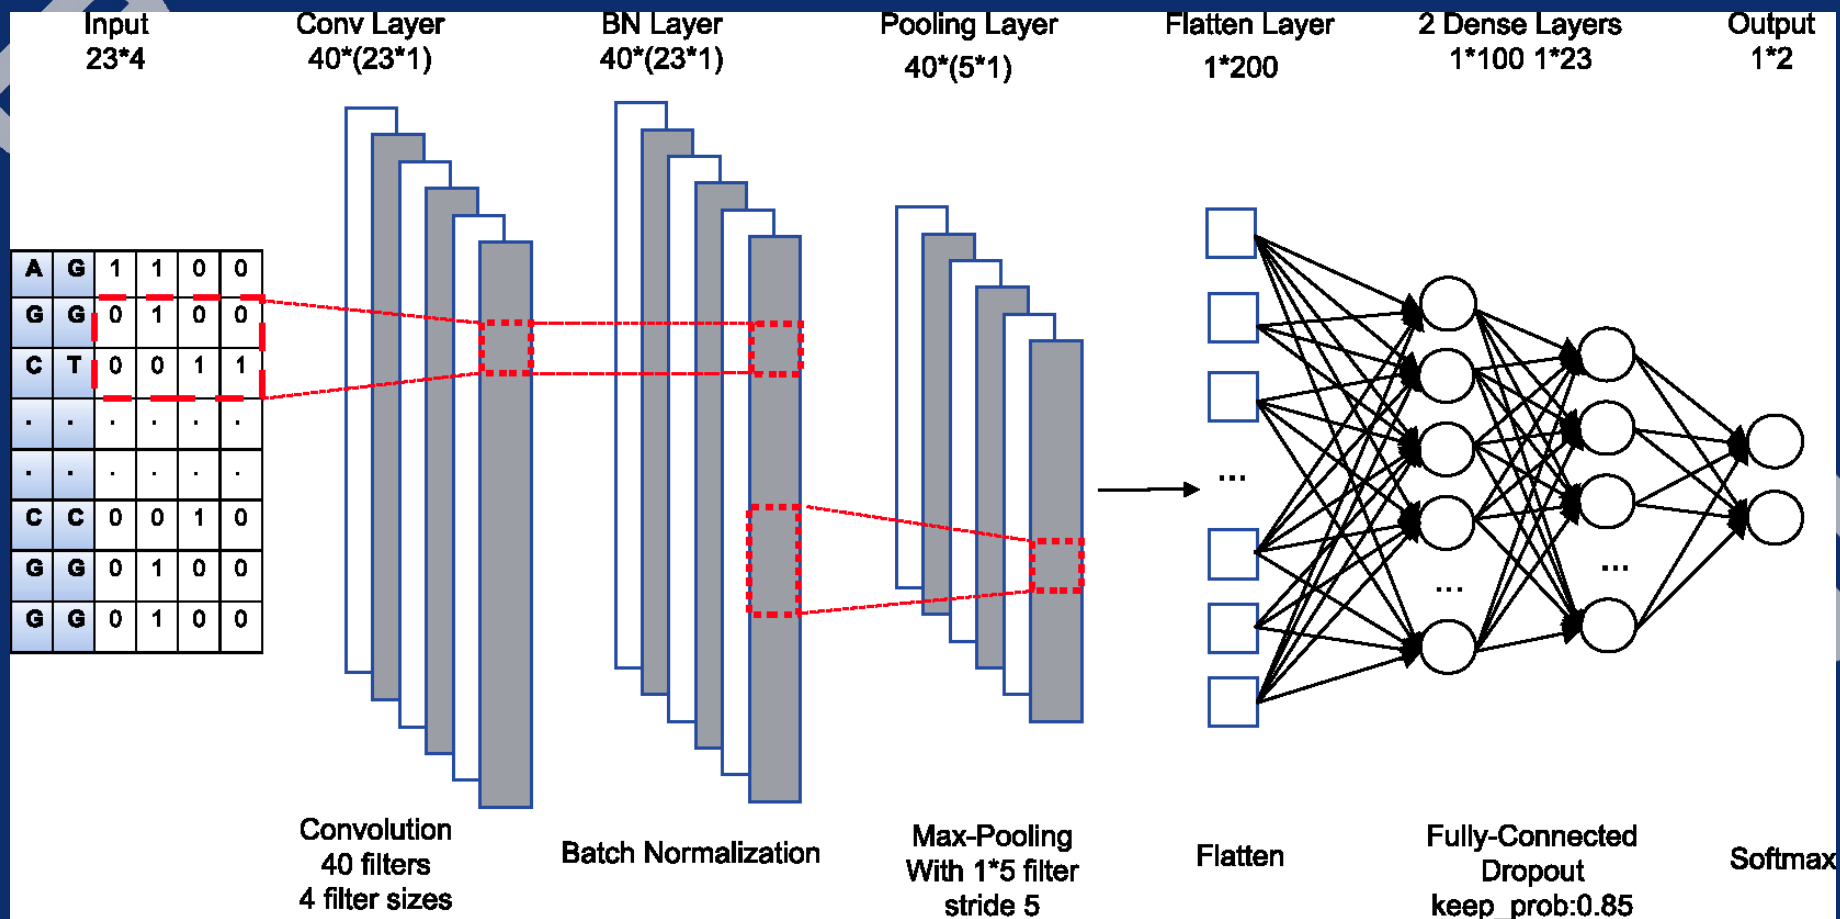 Input
23*4
Conv Layer
40*(23*1)
BN Layer
40*(23*1)
Pooling Layer
40*(5*1)
Flatten Layer
1*200
2 Dense Layers
1*100 1*23
Output
1*2
A G 1 1 0 0
G G 0 1 0 0
C T 0 0 1 1
. . . . . .
. . . . . .
C C 0 0 1 0
G G 0 1 0 0
G G 0 1 0 0
...
...
...
Convolution
40 filters
4 filter sizes
Batch Normalization
Max-Pooling
With 1*5 filter
stride 5
Flatten
Fully-Connected
Dropout
keep_prob:0.85
Softmax